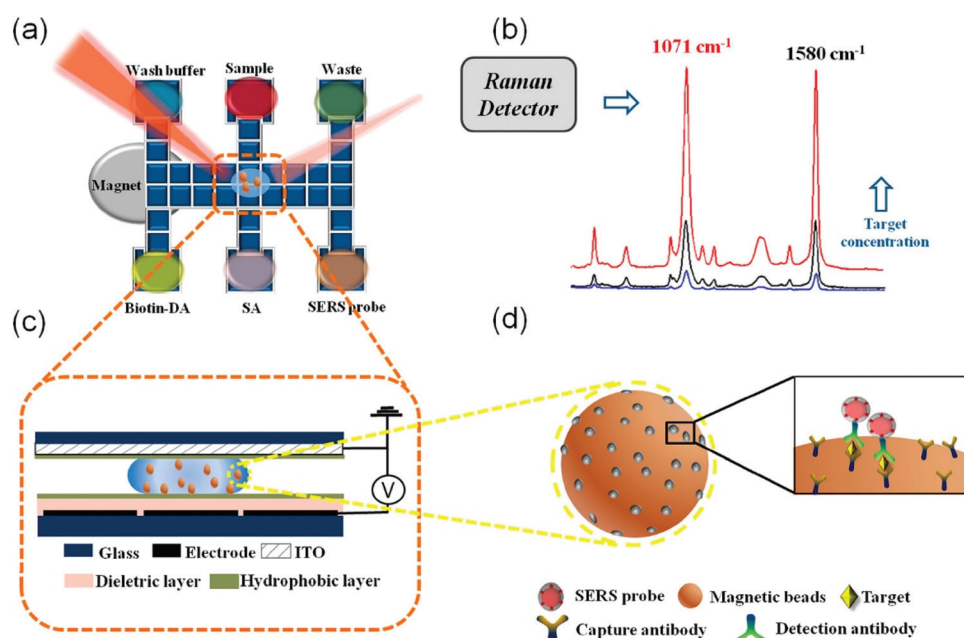 (a)
Wash buffer
Sample
Waste
Magnet
Biotin-DA
SA
SERS probe
(b)
Raman
Detector
1071 cm⁻¹
1580 cm⁻¹
Target
concentration
(c)
V
Glass
Electrode
ITO
Dieletric layer
Hydrophobic layer
(d)
SERS probe
Magnetic beads
Target
Capture antibody
Detection antibody